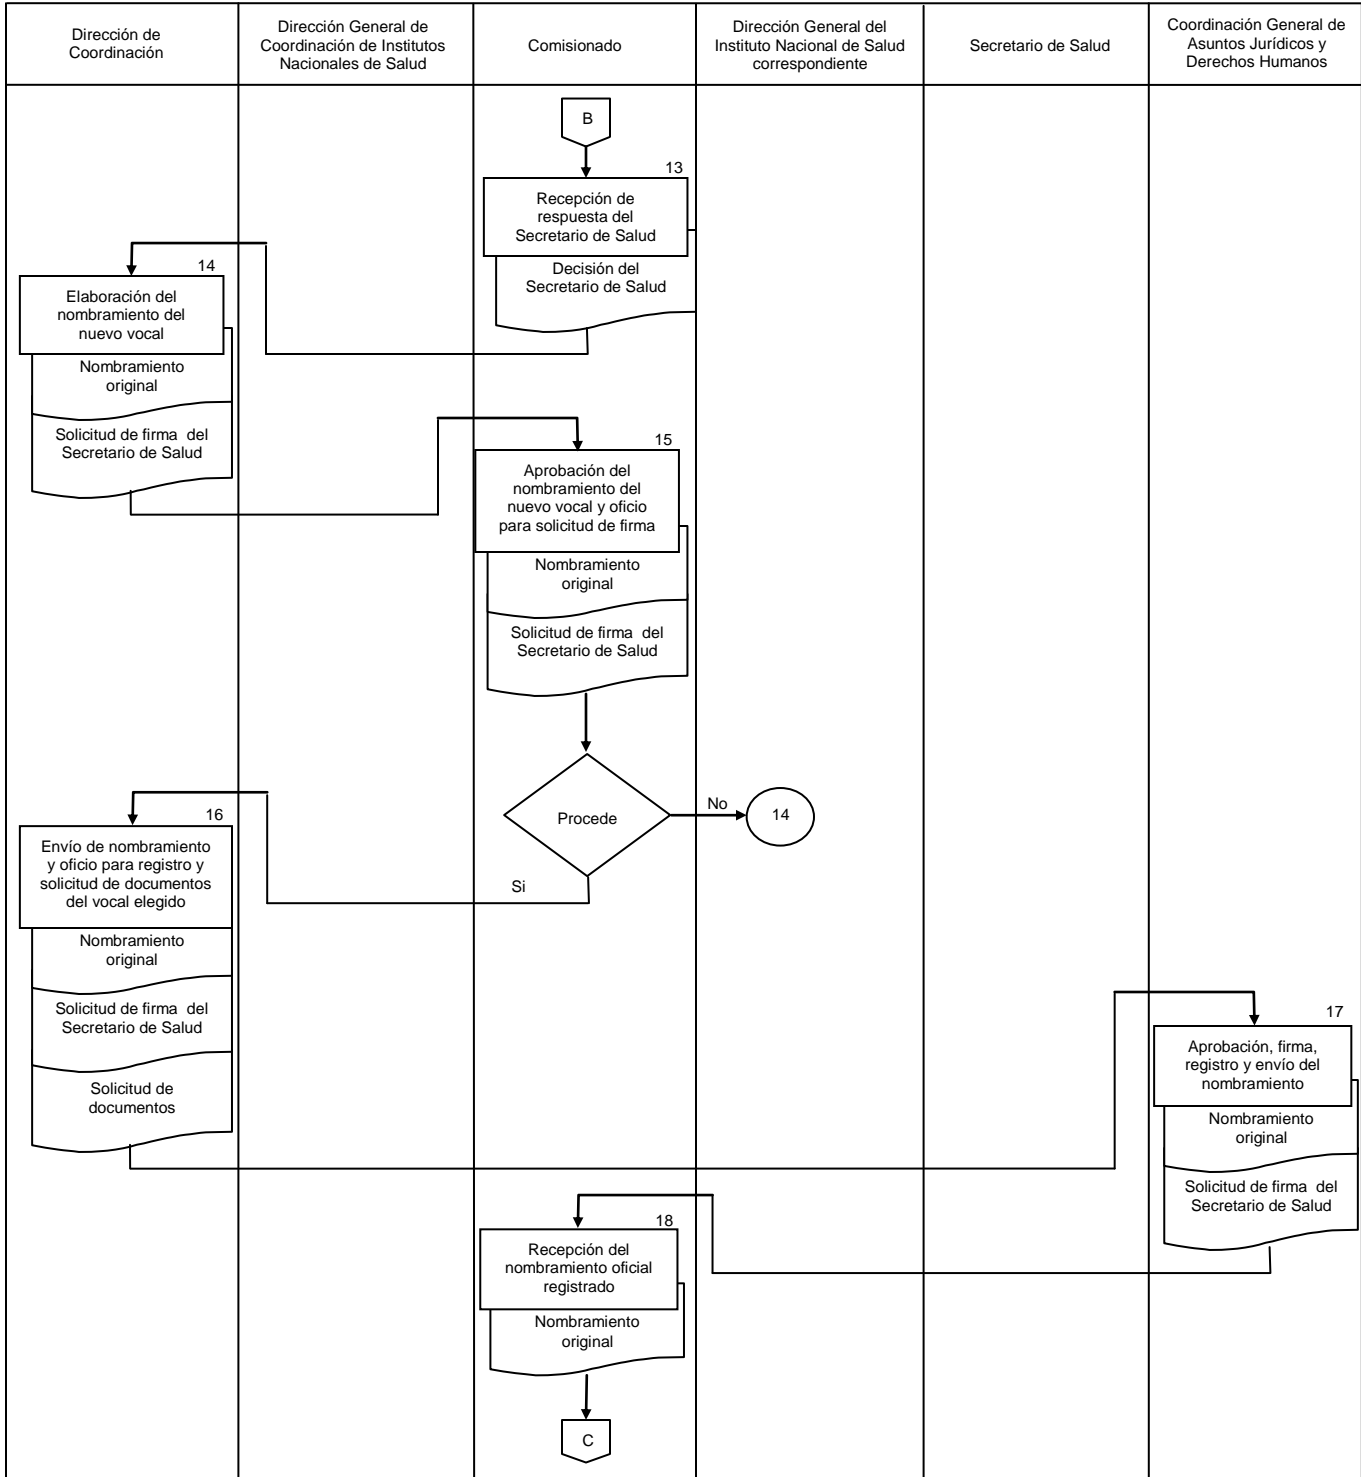 Dirección de
Coordinación
Dirección General de
Coordinación de Institutos
Nacionales de Salud
Comisionado
Dirección General del
Instituto Nacional de Salud
correspondiente
Secretario de Salud
Coordinación General de
Asuntos Jurídicos y
Derechos Humanos
B
13
Recepción de
respuesta del
Secretario de Salud
Decisión del
Secretario de Salud
14
Elaboración del
nombramiento del
nuevo vocal
Nombramiento
original
Solicitud de firma del
Secretario de Salud
15
Aprobación del
nombramiento del
nuevo vocal y oficio
para solicitud de firma
Nombramiento
original
Solicitud de firma del
Secretario de Salud
Procede
No
14
Si
16
Envío de nombramiento
y oficio para registro y
solicitud de documentos
del vocal elegido
Nombramiento
original
Solicitud de firma del
Secretario de Salud
Solicitud de
documentos
17
Aprobación, firma,
registro y envío del
nombramiento
Nombramiento
original
Solicitud de firma del
Secretario de Salud
18
Recepción del
nombramiento oficial
registrado
Nombramiento
original
C